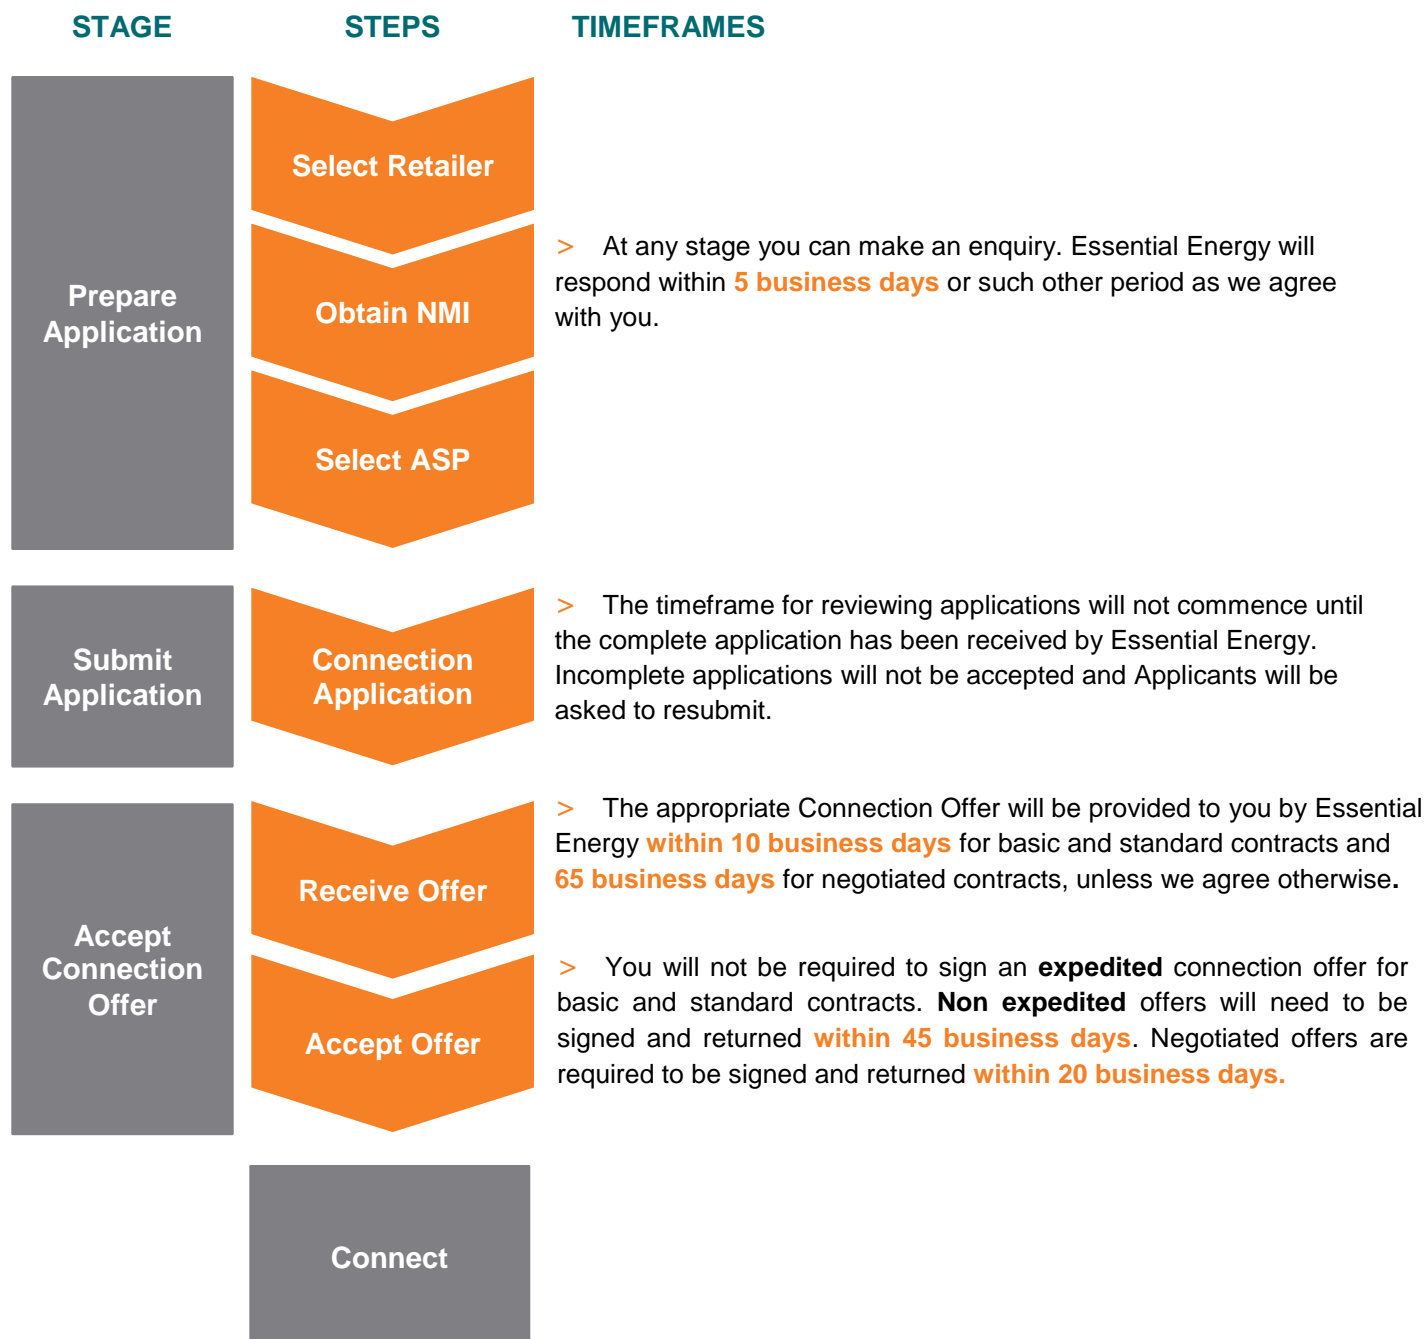 STAGE STEPS TIMEFRAMES
Prepare
Application
Select Retailer
Obtain NMI
Select ASP
> At any stage you can make an enquiry. Essential Energy will
respond within 5 business days or such other period as we agree
with you.
Submit
Application
Connection
Application
> The timeframe for reviewing applications will not commence until
the complete application has been received by Essential Energy.
Incomplete applications will not be accepted and Applicants will be
asked to resubmit.
Accept
Connection
Offer
Receive Offer
> The appropriate Connection Offer will be provided to you by Essential
Energy within 10 business days for basic and standard contracts and
65 business days for negotiated contracts, unless we agree otherwise.
Accept Offer
> You will not be required to sign an expedited connection offer for
basic and standard contracts. Non expedited offers will need to be
signed and returned within 45 business days. Negotiated offers are
required to be signed and returned within 20 business days.
Connect